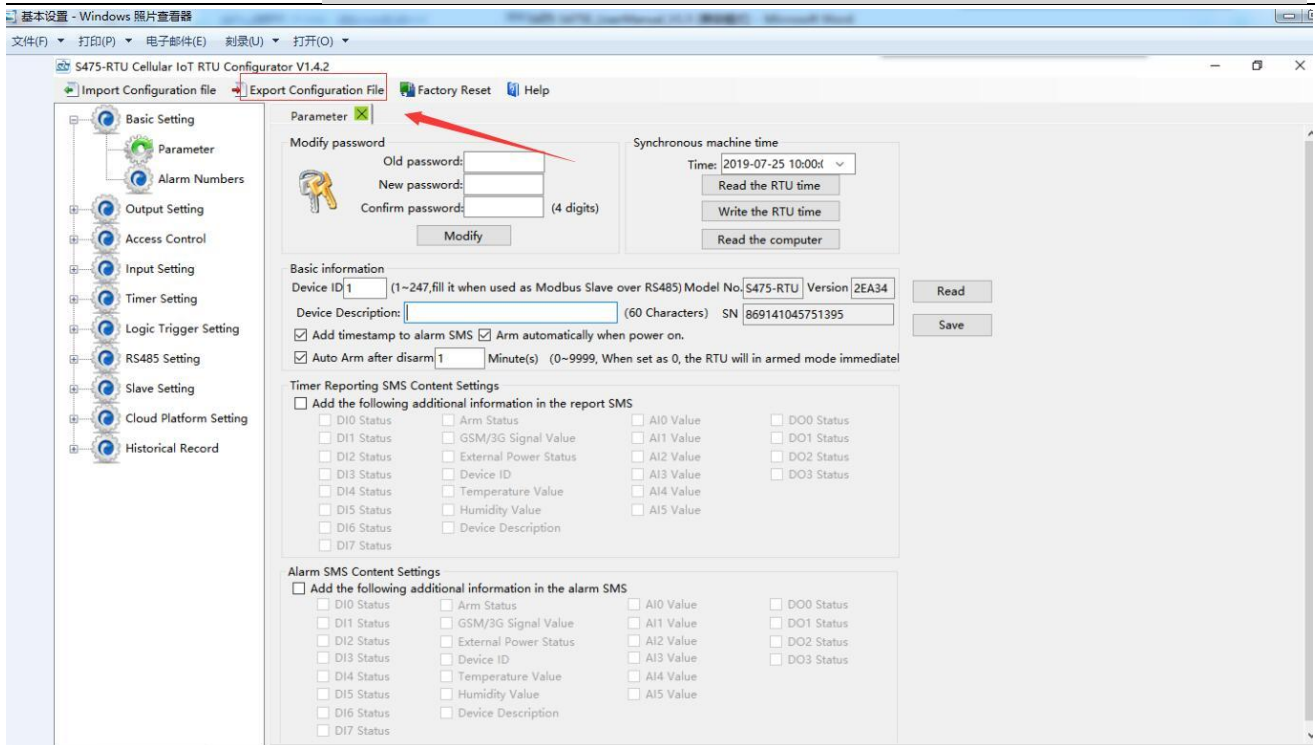 基本设置 - Windows 照片查看器
文件(F) 打印(P) 电子邮件(E) 刻录(U) 打开(O)
S475-RTU Cellular IoT RTU Configurator V1.4.2
Import Configuration file Export Configuration File Factory Reset Help
Basic Setting
Parameter
Alarm Numbers
Output Setting
Access Control
Input Setting
Timer Setting
Logic Trigger Setting
RS485 Setting
Slave Setting
Cloud Platform Setting
Historical Record
Parameter
Modify password
Old password:
New password:
Confirm password: (4 digits)
Modify
Synchronous machine time
Time: 2019-07-25 10:00:(
Read the RTU time
Write the RTU time
Read the computer
Basic information
Device ID 1 (1~247,fill it when used as Modbus Slave over RS485) Model No. S475-RTU Version 2EA34
Device Description: (60 Characters) SN 869141045751395
Add timestamp to alarm SMS Arm automatically when power on.
Auto Arm after disarm 1 Minute(s) (0~9999, When set as 0, the RTU will in armed mode immediatel
Read
Save
Timer Reporting SMS Content Settings
Add the following additional information in the report SMS
DI0 Status Arm Status AI0 Value DO0 Status
DI1 Status GSM/3G Signal Value AI1 Value DO1 Status
DI2 Status External Power Status AI2 Value DO2 Status
DI3 Status Device ID AI3 Value DO3 Status
DI4 Status Temperature Value AI4 Value
DI5 Status Humidity Value AI5 Value
DI6 Status Device Description
DI7 Status
Alarm SMS Content Settings
Add the following additional information in the alarm SMS
DI0 Status Arm Status AI0 Value DO0 Status
DI1 Status GSM/3G Signal Value AI1 Value DO1 Status
DI2 Status External Power Status AI2 Value DO2 Status
DI3 Status Device ID AI3 Value DO3 Status
DI4 Status Temperature Value AI4 Value
DI5 Status Humidity Value AI5 Value
DI6 Status Device Description
DI7 Status